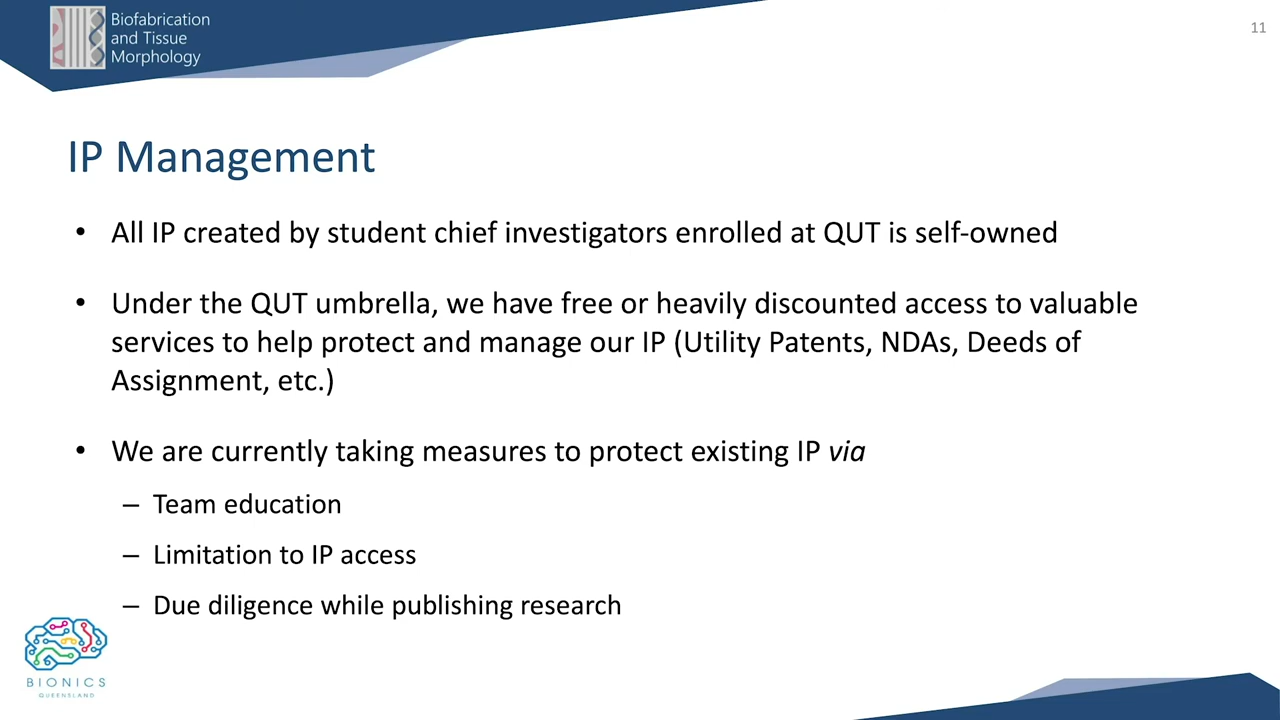 Biofabrication
and Tissue
Morphology
11
IP Management
• All IP created by student chief investigators enrolled at QUT is self-owned
• Under the QUT umbrella, we have free or heavily discounted access to valuable
services to help protect and manage our IP (Utility Patents, NDAs, Deeds of
Assignment, etc.)
• We are currently taking measures to protect existing IP via
– Team education
– Limitation to IP access
– Due diligence while publishing research
BIONICS
QUEENSLAND